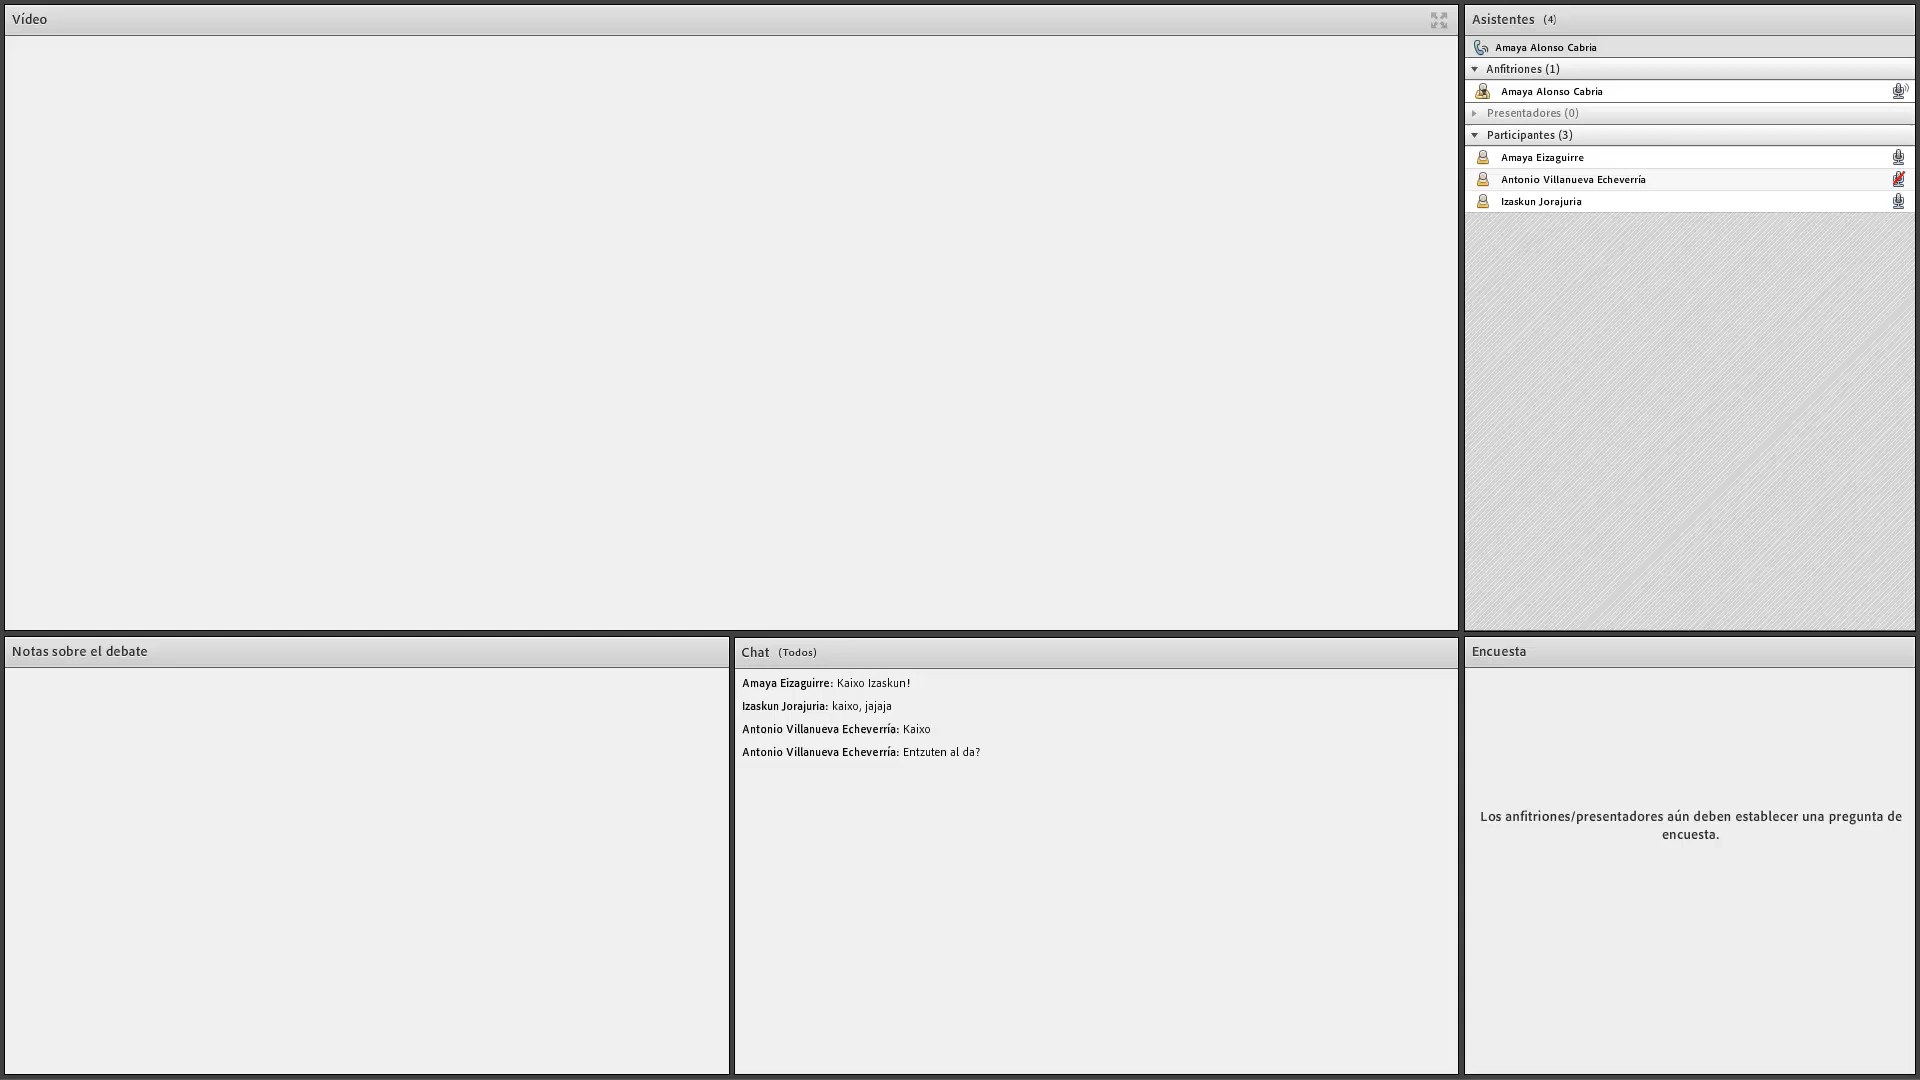 Vídeo
Asistentes (4)
Amaya Alonso Cabria
Anfitriones (1)
Amaya Alonso Cabria
Presentadores (0)
Participantes (3)
Amaya Eizaguirre
Antonio Villanueva Echeverría
Izaskun Jorajuria
Notas sobre el debate
Chat (Todos)
Amaya Eizaguirre: Kaixo Izaskun!
Izaskun Jorajuria: kaixo, jajaja
Antonio Villanueva Echeverría: Kaixo
Antonio Villanueva Echeverría: Entzuten al da?
Encuesta
Los anfitriones/presentadores aún deben establecer una pregunta de
encuesta.